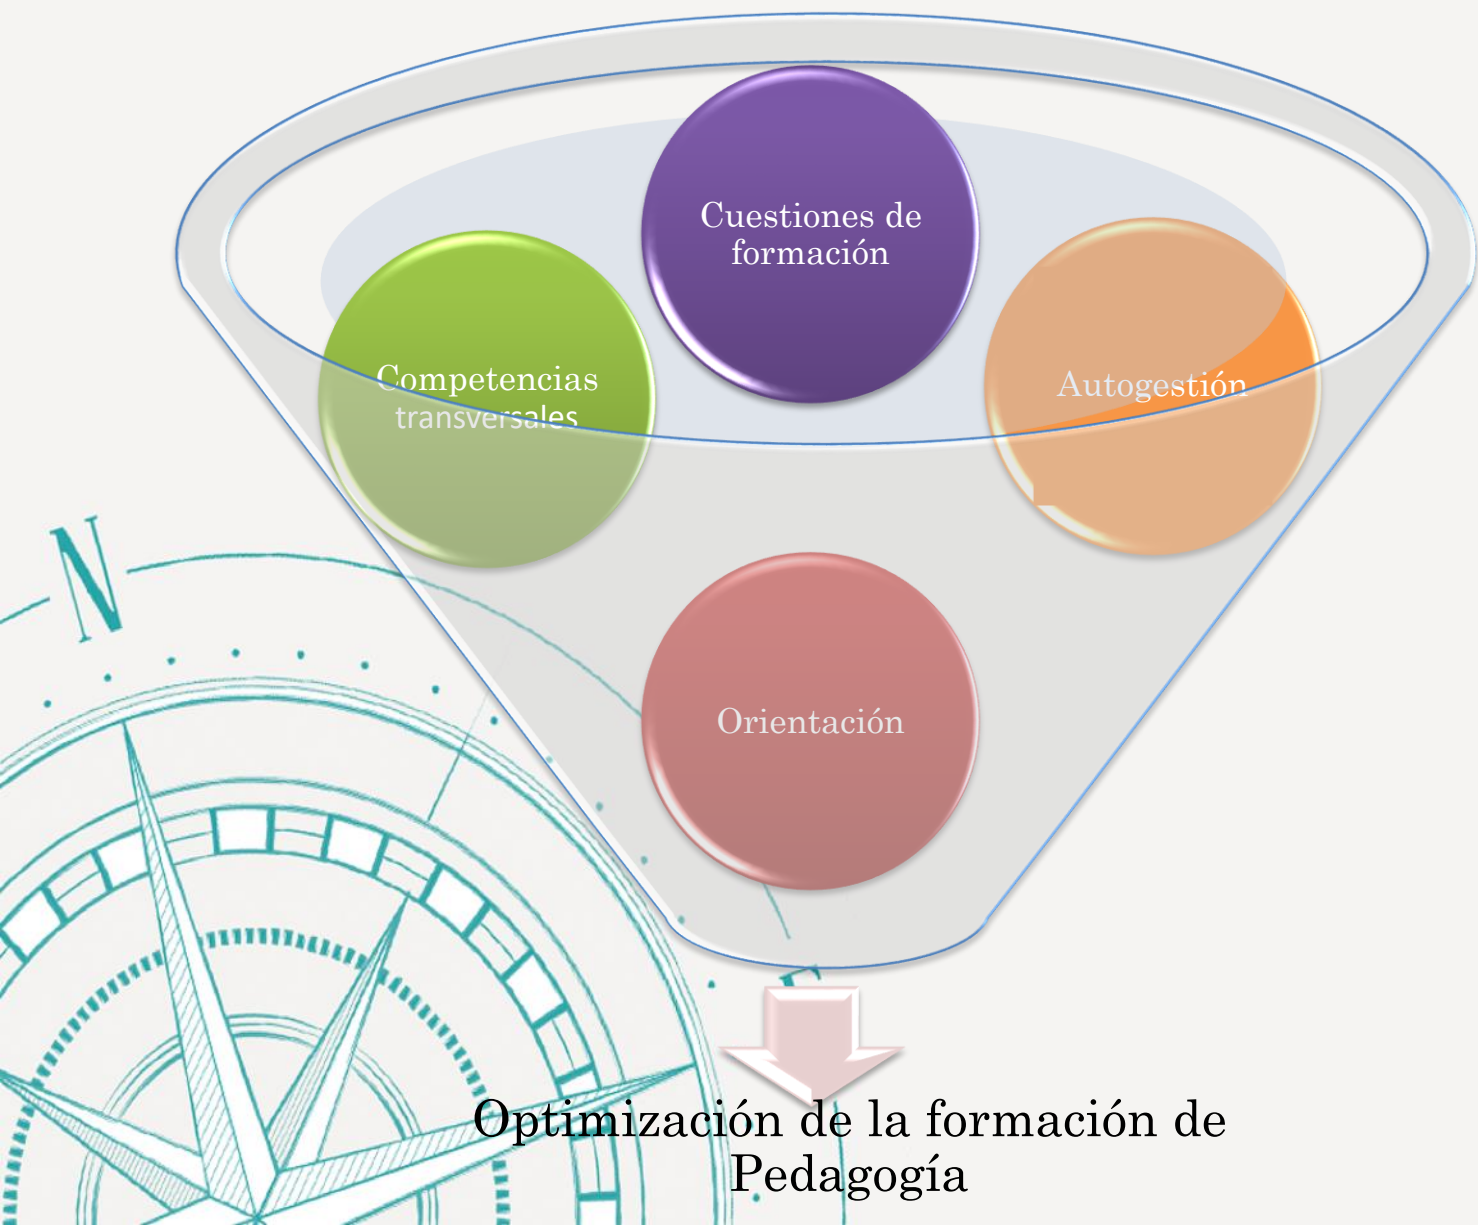 Cuestiones de
formación
Competencias
transversales
Autogestión
Orientación
N
E
Optimización de la formación de
Pedagogía